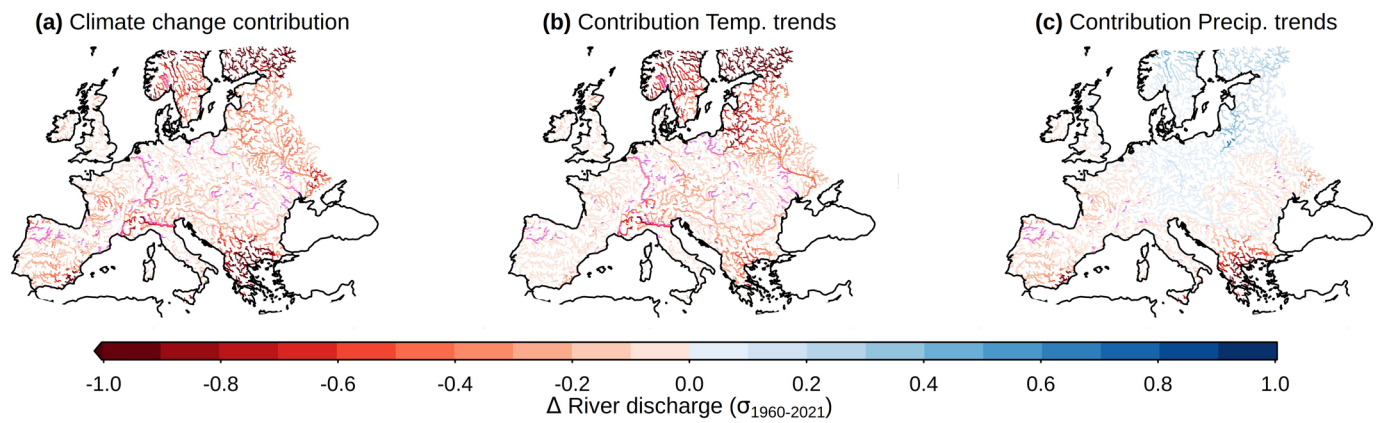 (a) Climate change contribution
(b) Contribution Temp. trends
(c) Contribution Precip. trends
-1.0 -0.8 -0.6 -0.4 -0.2 0.0 0.2 0.4 0.6 0.8 1.0
Δ River discharge (σ1960-2021)